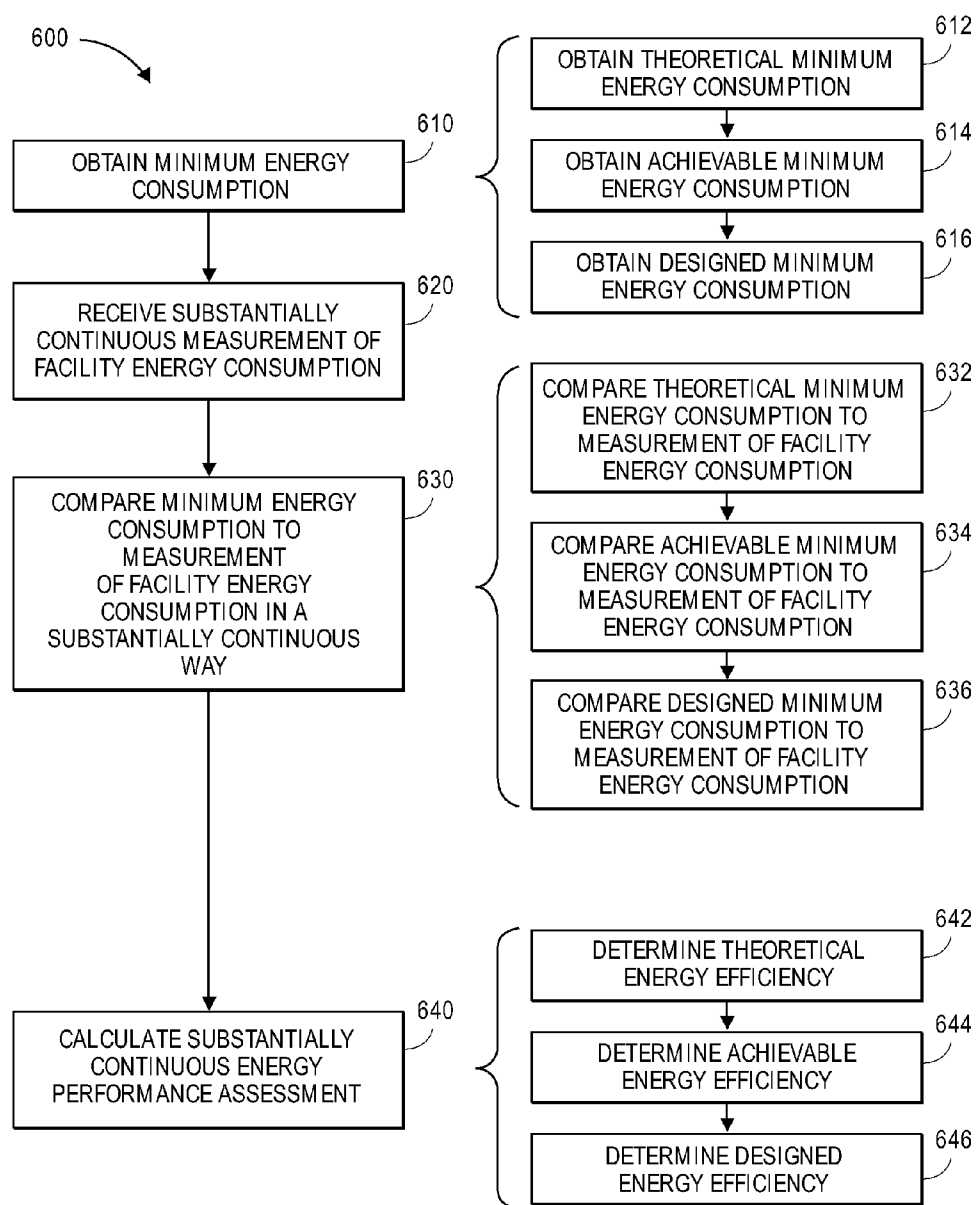 600
610
OBTAIN MINIMUM ENERGY
CONSUMPTION
620
RECEIVE SUBSTANTIALLY
CONTINUOUS MEASUREMENT OF
FACILITY ENERGY CONSUMPTION
630
COMPARE MINIMUM ENERGY
CONSUMPTION TO
MEASUREMENT
OF FACILITY ENERGY
CONSUMPTION IN A
SUBSTANTIALLY CONTINUOUS
WAY
640
CALCULATE SUBSTANTIALLY
CONTINUOUS ENERGY
PERFORMANCE ASSESSMENT
612
OBTAIN THEORETICAL MINIMUM
ENERGY CONSUMPTION
614
OBTAIN ACHIEVABLE MINIMUM
ENERGY CONSUMPTION
616
OBTAIN DESIGNED MINIMUM
ENERGY CONSUMPTION
632
COMPARE THEORETICAL MINIMUM
ENERGY CONSUMPTION TO
MEASUREMENT OF FACILITY
ENERGY CONSUMPTION
634
COMPARE ACHIEVABLE MINIMUM
ENERGY CONSUMPTION TO
MEASUREMENT OF FACILITY
ENERGY CONSUMPTION
636
COMPARE DESIGNED MINIMUM
ENERGY CONSUMPTION TO
MEASUREMENT OF FACILITY
ENERGY CONSUMPTION
642
DETERMINE THEORETICAL
ENERGY EFFICIENCY
644
DETERMINE ACHIEVABLE
ENERGY EFFICIENCY
646
DETERMINE DESIGNED
ENERGY EFFICIENCY